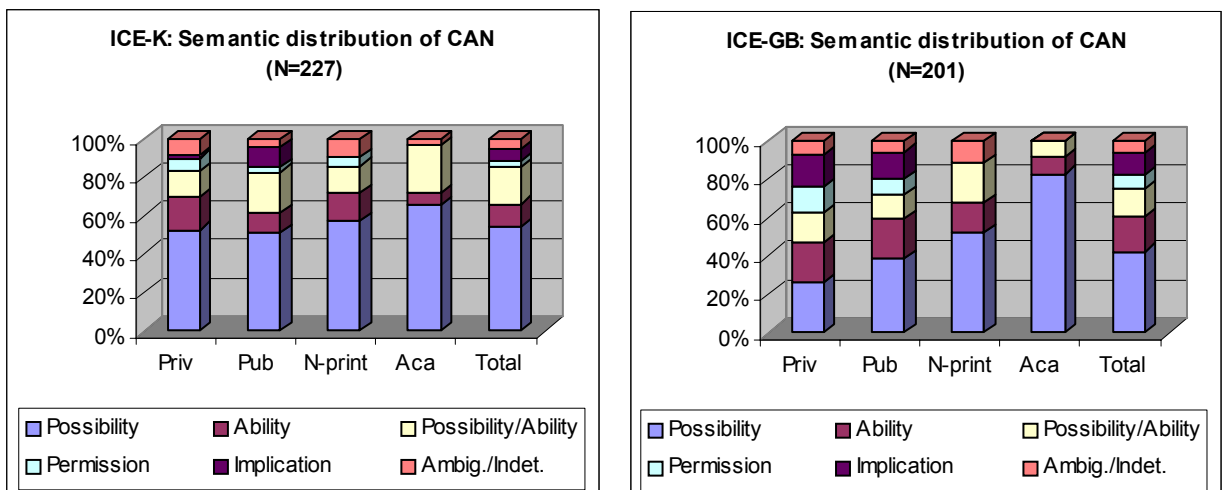 ICE-K: Semantic distribution of CAN
(N=227)
100%
80%
60%
40%
20%
0%
Priv Pub N-print Aca Total
Possibility Ability Possibility/Ability
Permission Implication Ambig./Indet.
ICE-GB: Semantic distribution of CAN
(N=201)
100%
80%
60%
40%
20%
0%
Priv Pub N-print Aca Total
Possibility Ability Possibility/Ability
Permission Implication Ambig./Indet.